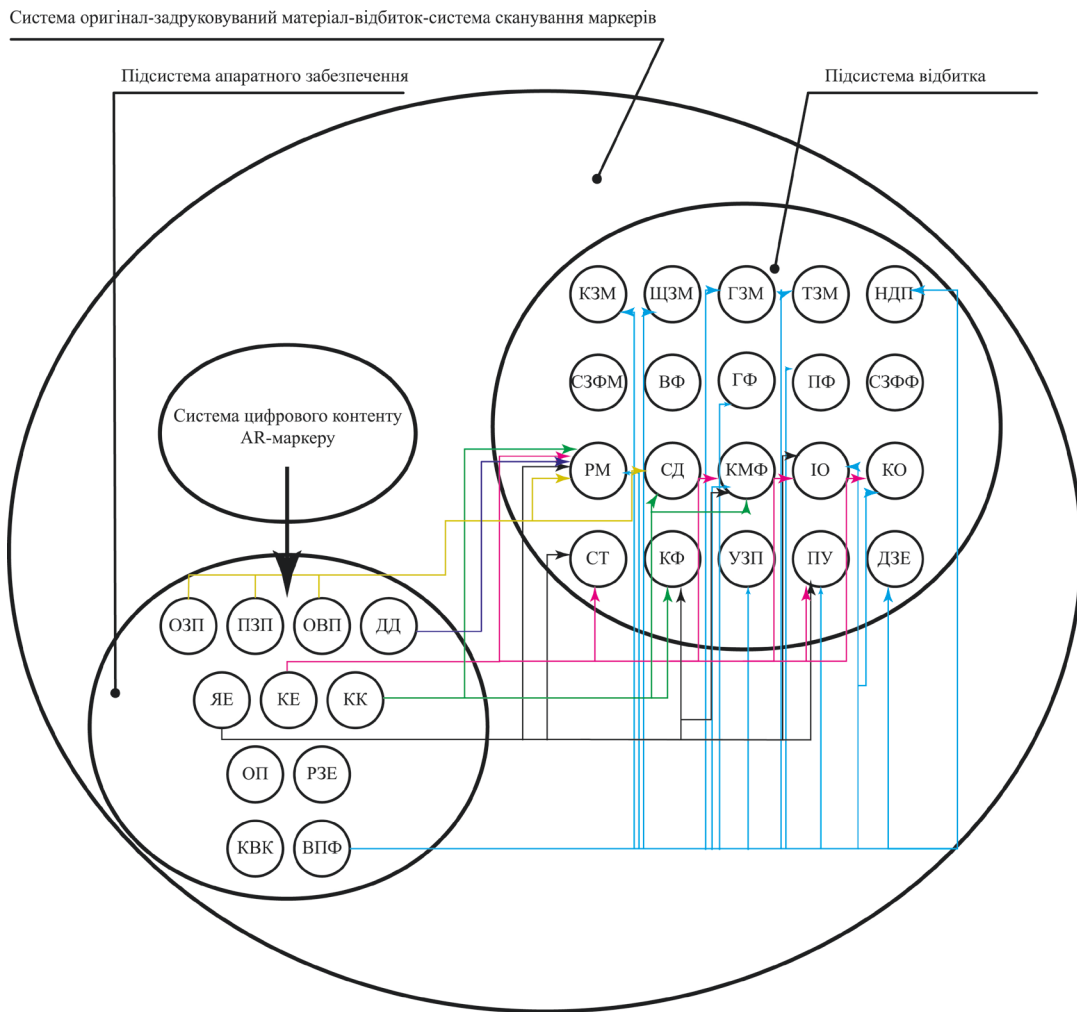 Система оригінал-задруковуваний матеріал-відбиток-система сканування маркерів
Підсистема апаратного забезпечення
Підсистема відбитка
КЗМ
ЩЗМ
ГЗМ
ТЗМ
НДП
СЗФМ
ВФ
ГФ
ПФ
СЗФФ
Система цифрового контенту
AR-маркеру
РМ
СД
КМФ
ІО
КО
СТ
КФ
УЗП
ПУ
ДЗЕ
ОЗП
ПЗП
ОВП
ДД
ЯЕ
КЕ
КК
ОП
РЗЕ
КВК
ВПФ